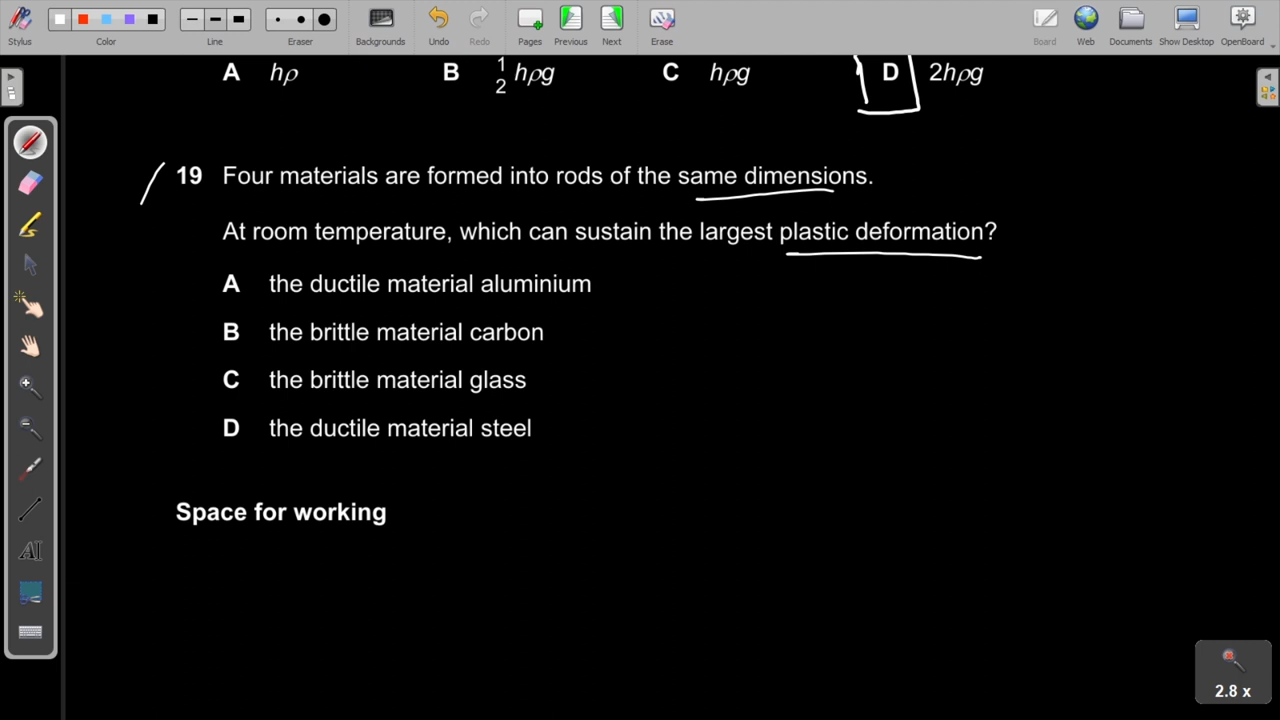 Stylus Color Line Eraser Backgrounds Undo Redo Pages Previous Next Erase Board Web Documents Show Desktop OpenBoard
A hρ B 1/2 hρg C hρg D 2hρg
19 Four materials are formed into rods of the same dimensions.
At room temperature, which can sustain the largest plastic deformation?
A the ductile material aluminium
B the brittle material carbon
C the brittle material glass
D the ductile material steel
Space for working
AI
2.8 x